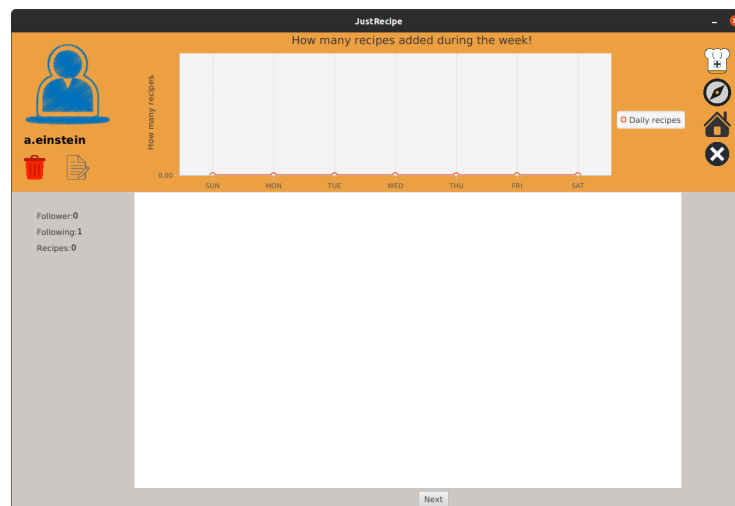 JustRecipe
How many recipes added during the week!
How many recipes
a.einstein
Daily recipes
0,00
SUN MON TUE WED THU FRI SAT
Follower:0
Following:1
Recipes:0
Next